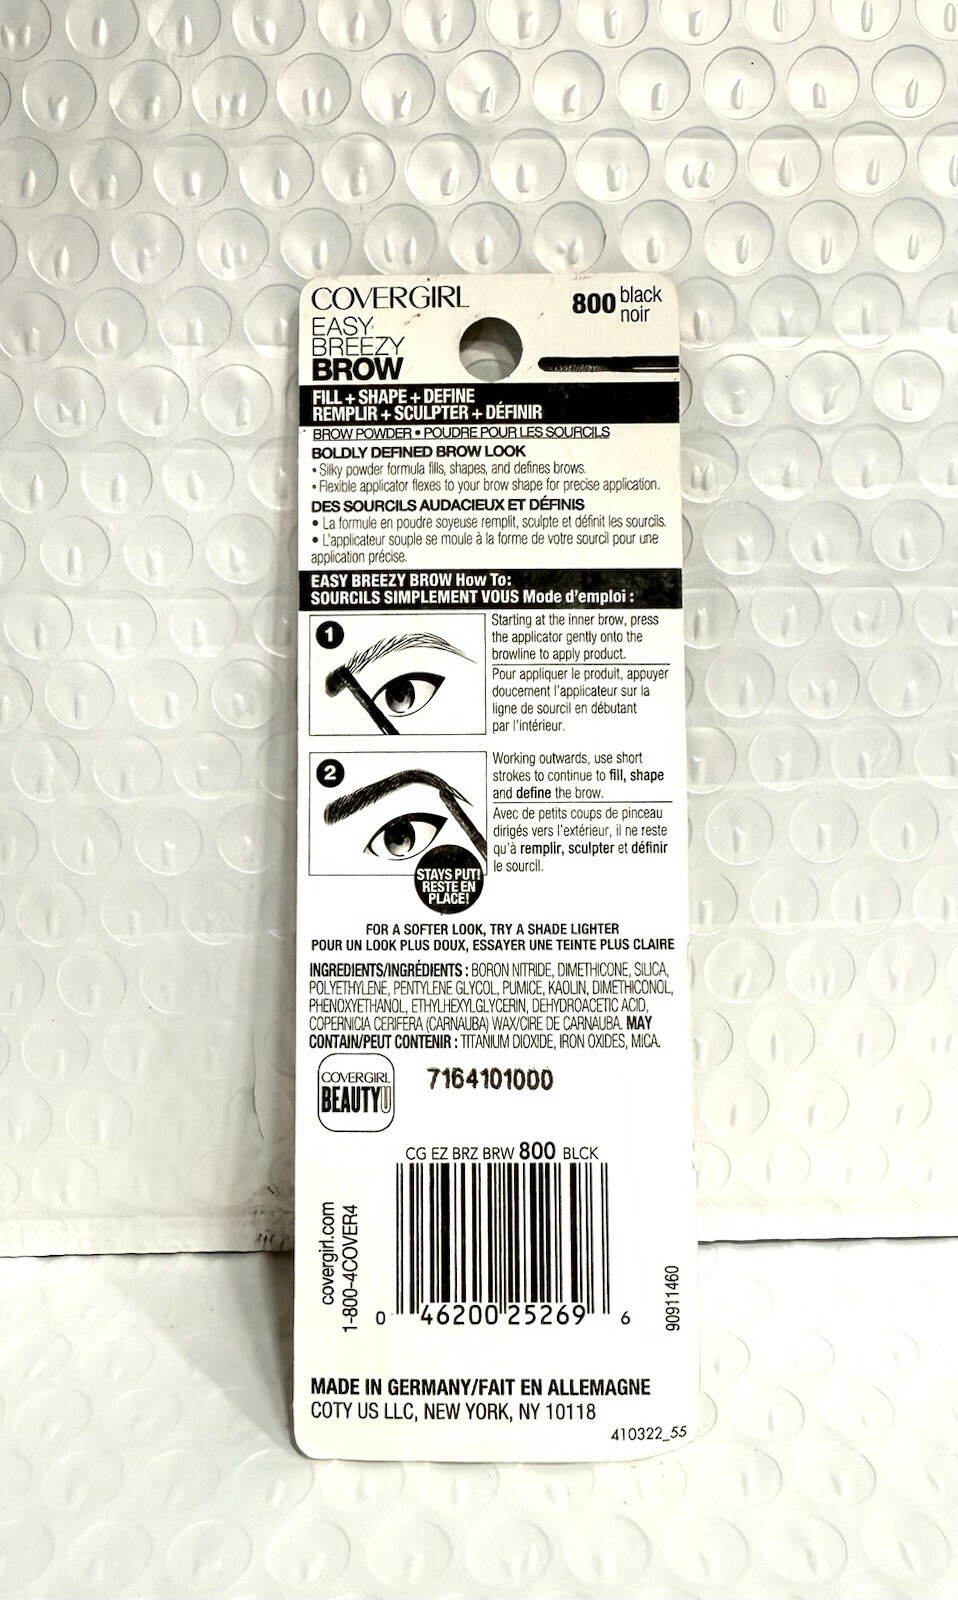 COVERGIRL
EASY
BREEZY
BROW
800 black
noir
FILL + SHAPE + DEFINE
REMPLIR + SCULPTER + DÉFINIR
BROW POWDER • POUDRE POUR LES SOURCILS
BOLDLY DEFINED BROW LOOK
• Silky powder formula fills, shapes, and defines brows.
• Flexible applicator flexes to your brow shape for precise application.
DES SOURCILS AUDACIEUX ET DÉFINIS
• La formule en poudre soyeuse remplit, sculpte et définit les sourcils.
• L'applicateur souple se moule à la forme de votre sourcil pour une
application précise.
EASY BREEZY BROW How To:
SOURCILS SIMPLEMENT VOUS Mode d'emploi :
1
Starting at the inner brow, press
the applicator gently onto the
browline to apply product.
Pour appliquer le produit, appuyer
doucement l'applicateur sur la
ligne de sourcil en débutant
par l'intérieur.
2
Working outwards, use short
strokes to continue to fill, shape
and define the brow.
Avec de petits coups de pinceau
dirigés vers l'extérieur, il ne reste
qu'à remplir, sculpter et définir
le sourcil.
STAYS PUT!
RESTE EN
PLACE!
FOR A SOFTER LOOK, TRY A SHADE LIGHTER
POUR UN LOOK PLUS DOUX, ESSAYER UNE TEINTE PLUS CLAIRE
INGREDIENTS/INGRÉDIENTS : BORON NITRIDE, DIMETHICONE, SILICA,
POLYETHYLENE, PENTYLENE GLYCOL, PUMICE, KAOLIN, DIMETHICONOL,
PHENOXYETHANOL, ETHYLHEXYLGLYCERIN, DEHYDROACETIC ACID,
COPERNICIA CERIFERA (CARNAUBA) WAX/CIRE DE CARNAUBA. MAY
CONTAIN/PEUT CONTENIR : TITANIUM DIOXIDE, IRON OXIDES, MICA.
COVERGIRL
BEAUTYU
7164101000
CG EZ BRZ BRW 800 BLCK
covergirl.com
1-800-4COVER4
0 46200 25269 6
90911460
MADE IN GERMANY/FAIT EN ALLEMAGNE
COTY US LLC, NEW YORK, NY 10118
410322_55